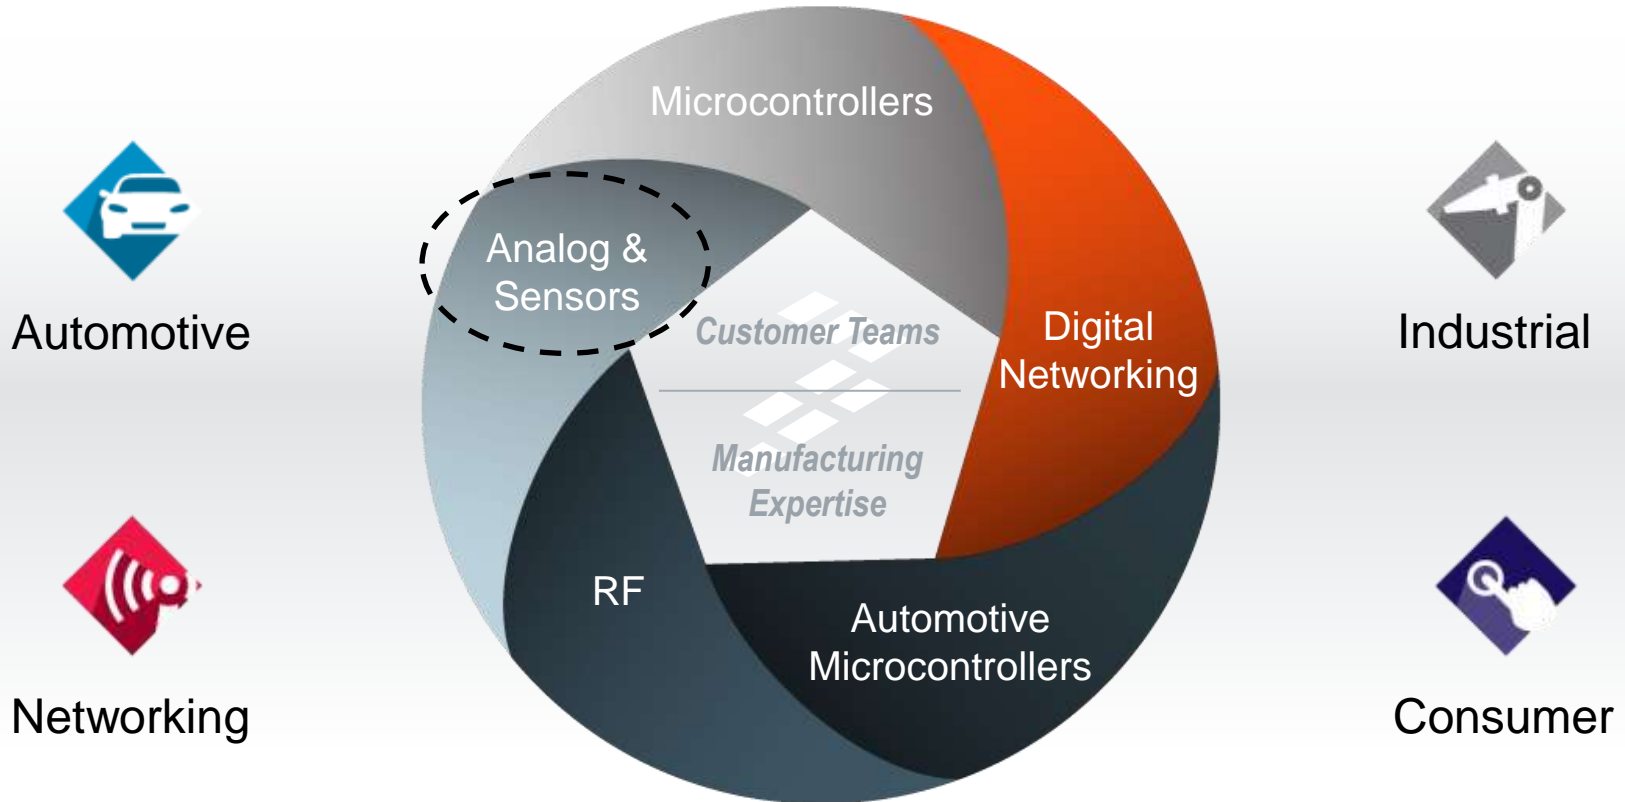 Microcontrollers
Analog &
Sensors
Automotive
Customer Teams
Digital
Networking
Industrial
Manufacturing
Expertise
RF
Automotive
Microcontrollers
Networking
Consumer